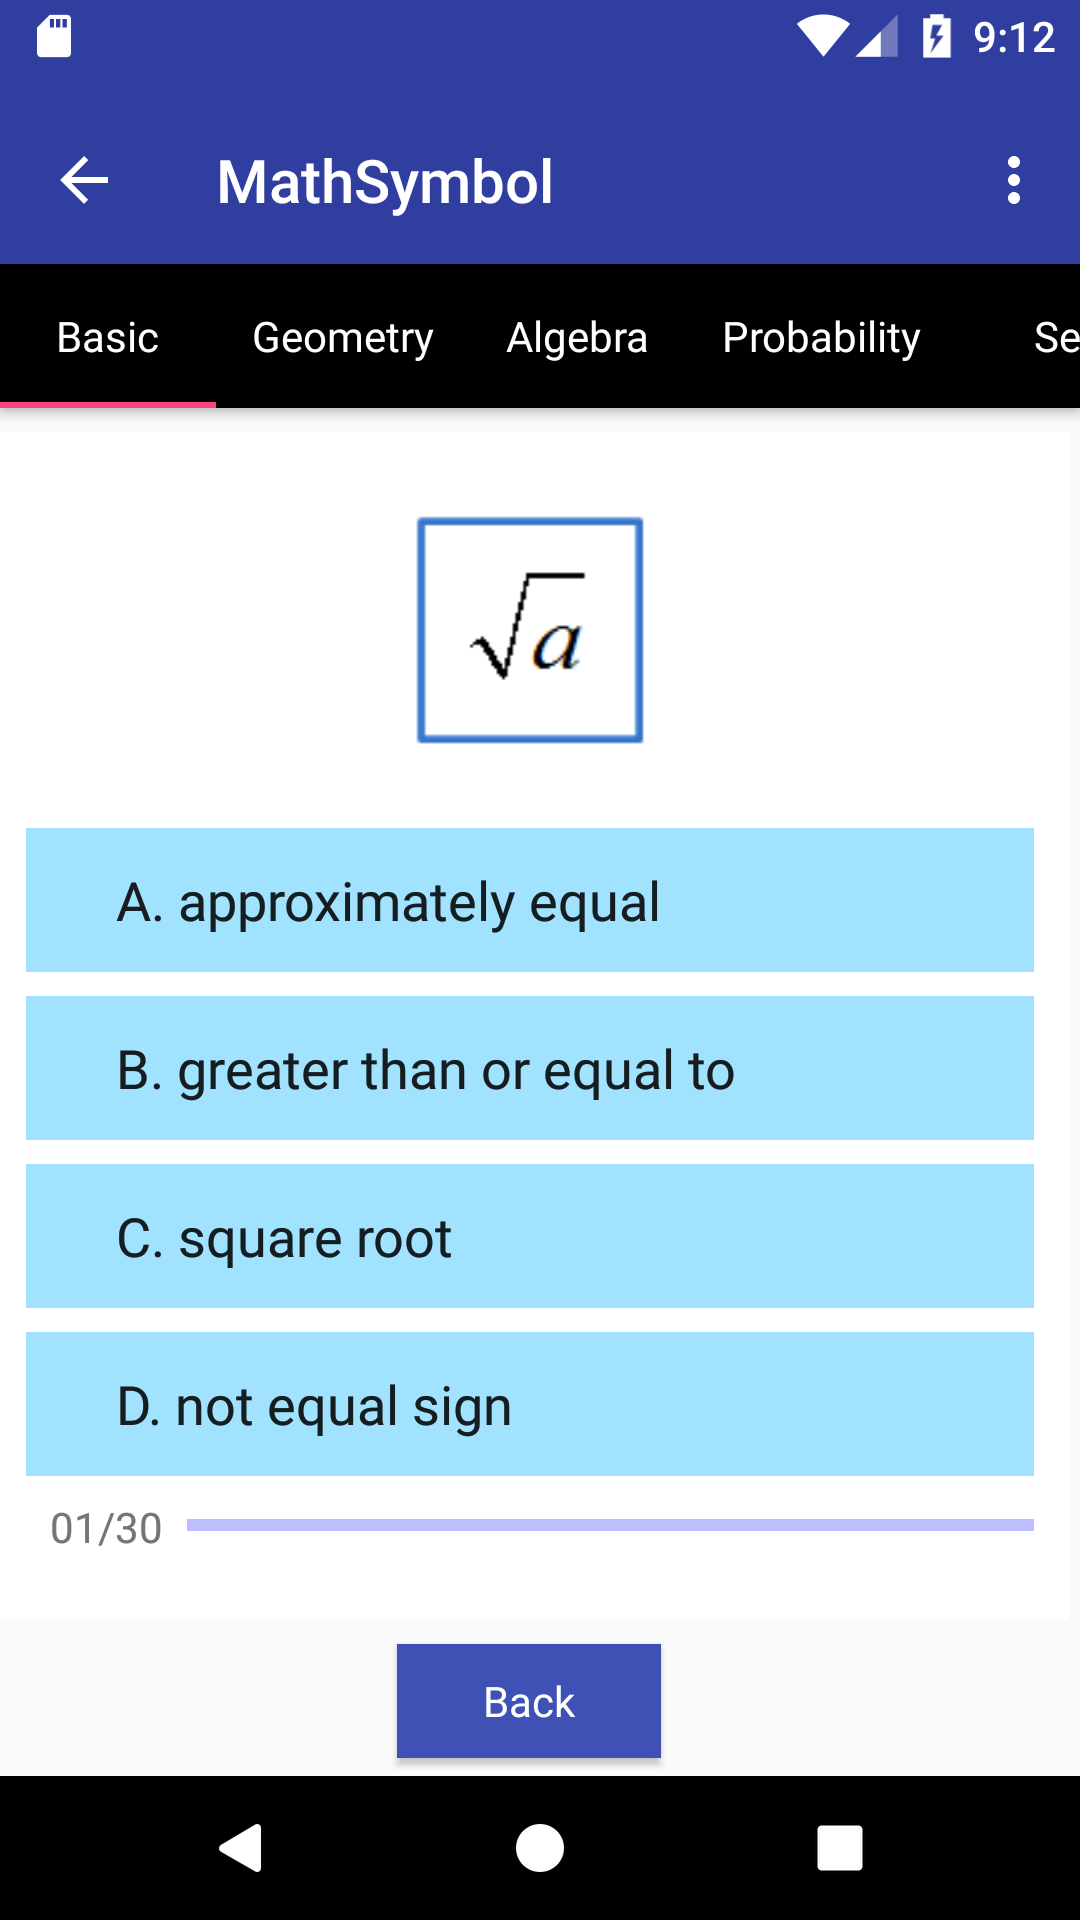 9:12
MathSymbol
Basic Geometry Algebra Probability Se
√a
A. approximately equal
B. greater than or equal to
C. square root
D. not equal sign
01/30
Back